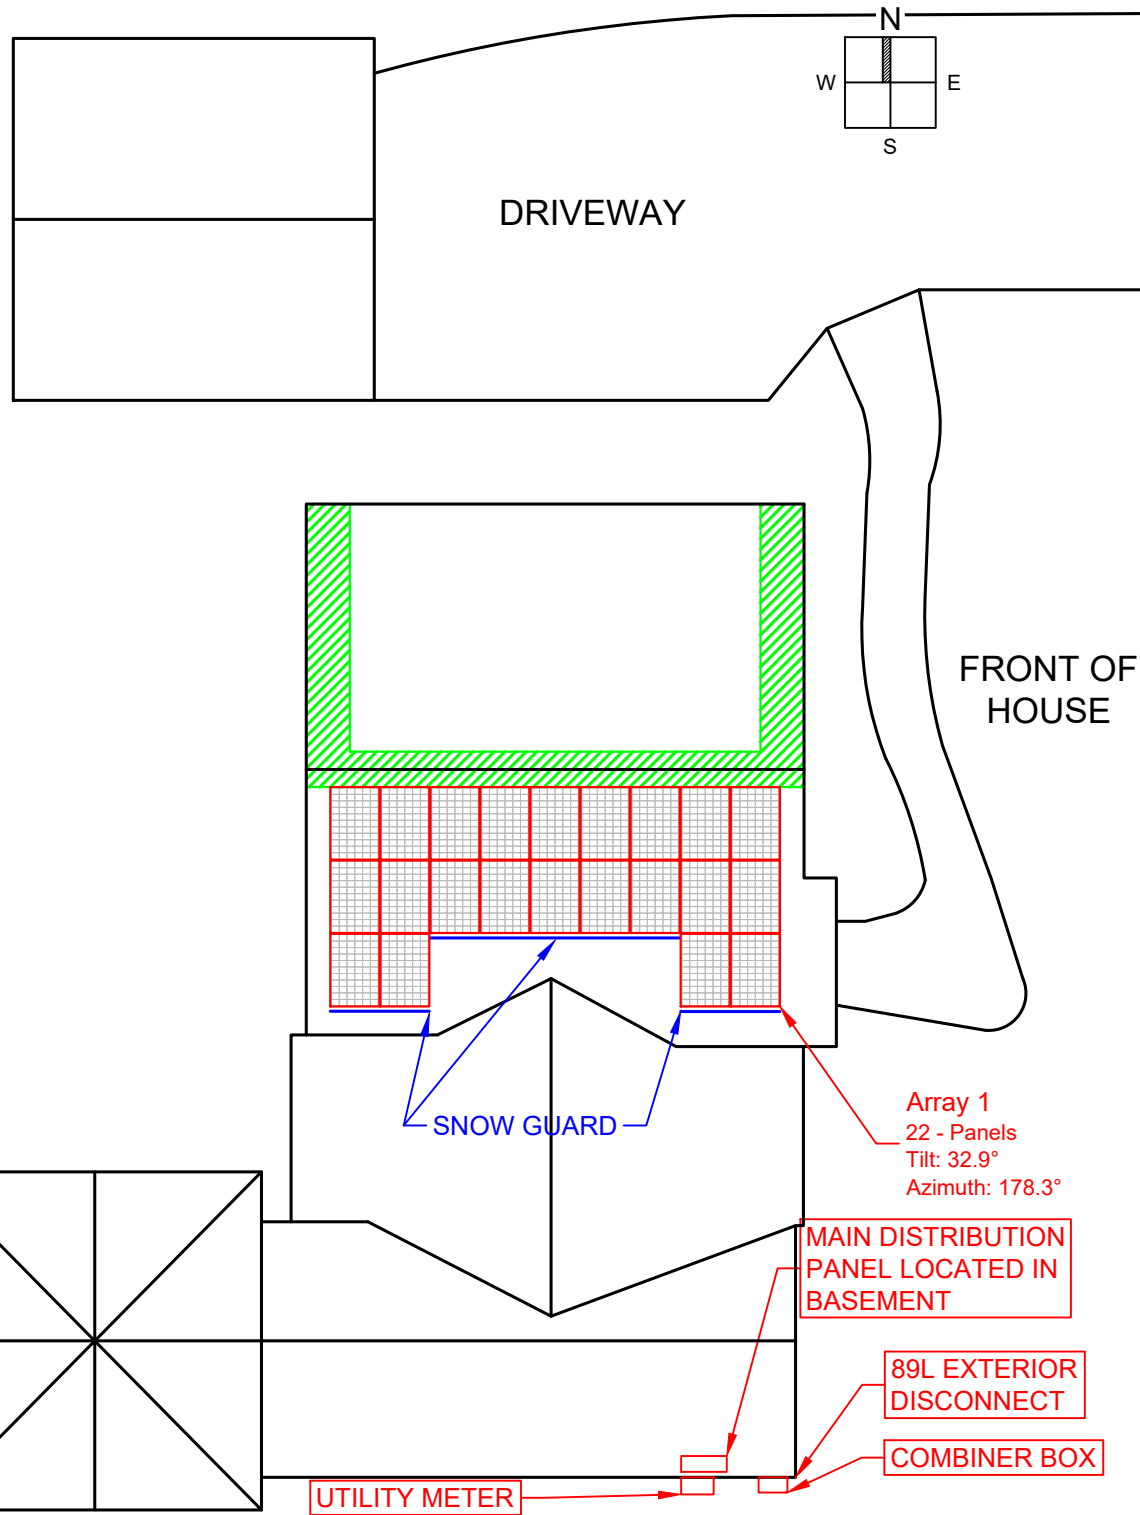 N
W
E
S
DRIVEWAY
FRONT OF
HOUSE
SNOW GUARD
Array 1
22 - Panels
Tilt: 32.9°
Azimuth: 178.3°
MAIN DISTRIBUTION
PANEL LOCATED IN
BASEMENT
89L EXTERIOR
DISCONNECT
COMBINER BOX
UTILITY METER